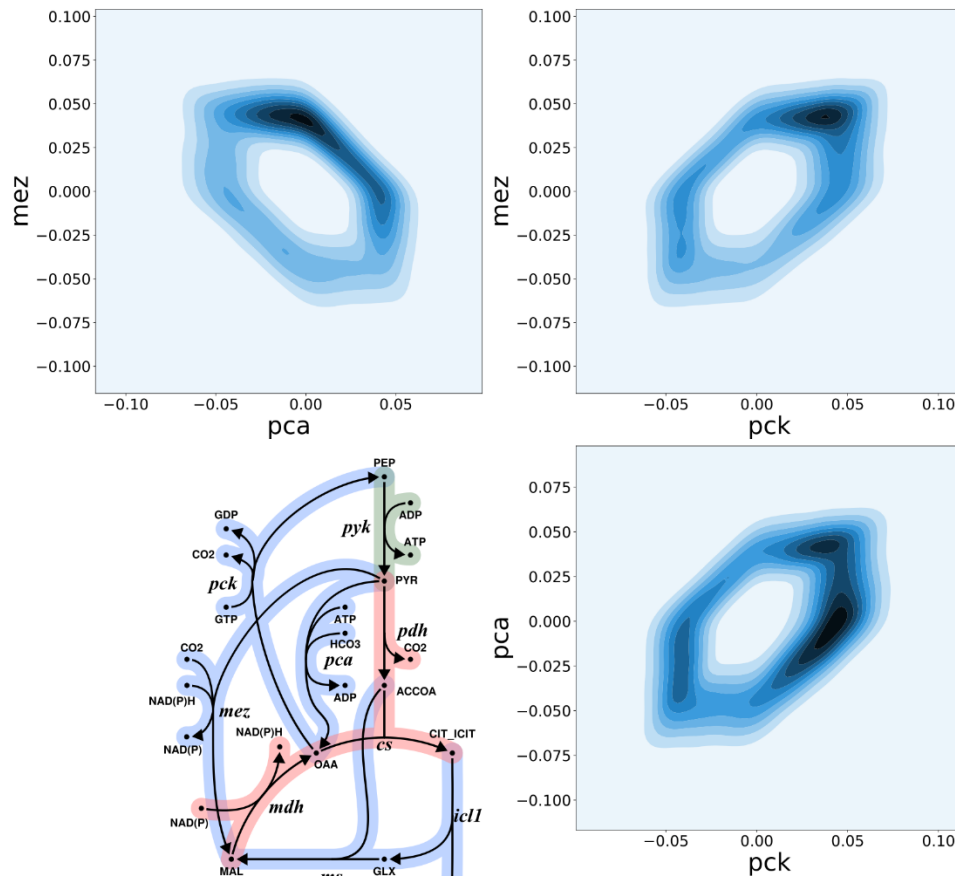 0.100
0.075
0.050
0.025
0.000
−0.025
−0.050
−0.075
−0.100
mez
−0.10
−0.05
0.00
0.05
pca
0.100
0.075
0.050
0.025
0.000
−0.025
−0.050
−0.075
−0.100
mez
−0.05
0.00
0.05
0.10
pck
PEP
GDP
ADP
pyk
CO2
ATP
pck
PYR
GTP
ATP
HCO3
pdh
CO2
pca
CO2
NAD(P)H
ADP
ACCOA
mez
NAD(P)
NAD(P)H
OAA
cs
CIT_ICIT
mdh
NAD(P)
icl1
MAL
GLX
0.075
0.050
0.025
0.000
−0.025
−0.050
−0.075
−0.100
pca
−0.05
0.00
0.05
0.10
pck